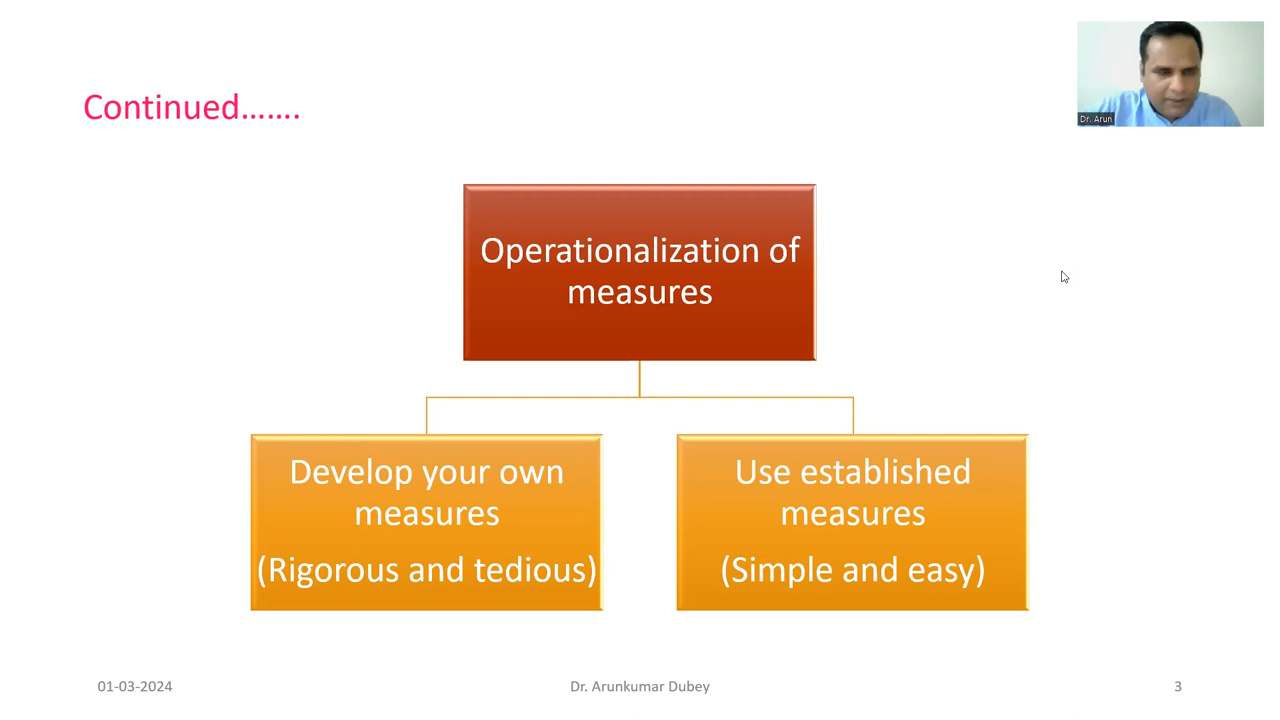 Continued…….
Dr. Arun
Operationalization of
measures
Develop your own
measures
(Rigorous and tedious)
Use established
measures
(Simple and easy)
01-03-2024
Dr. Arunkumar Dubey
3